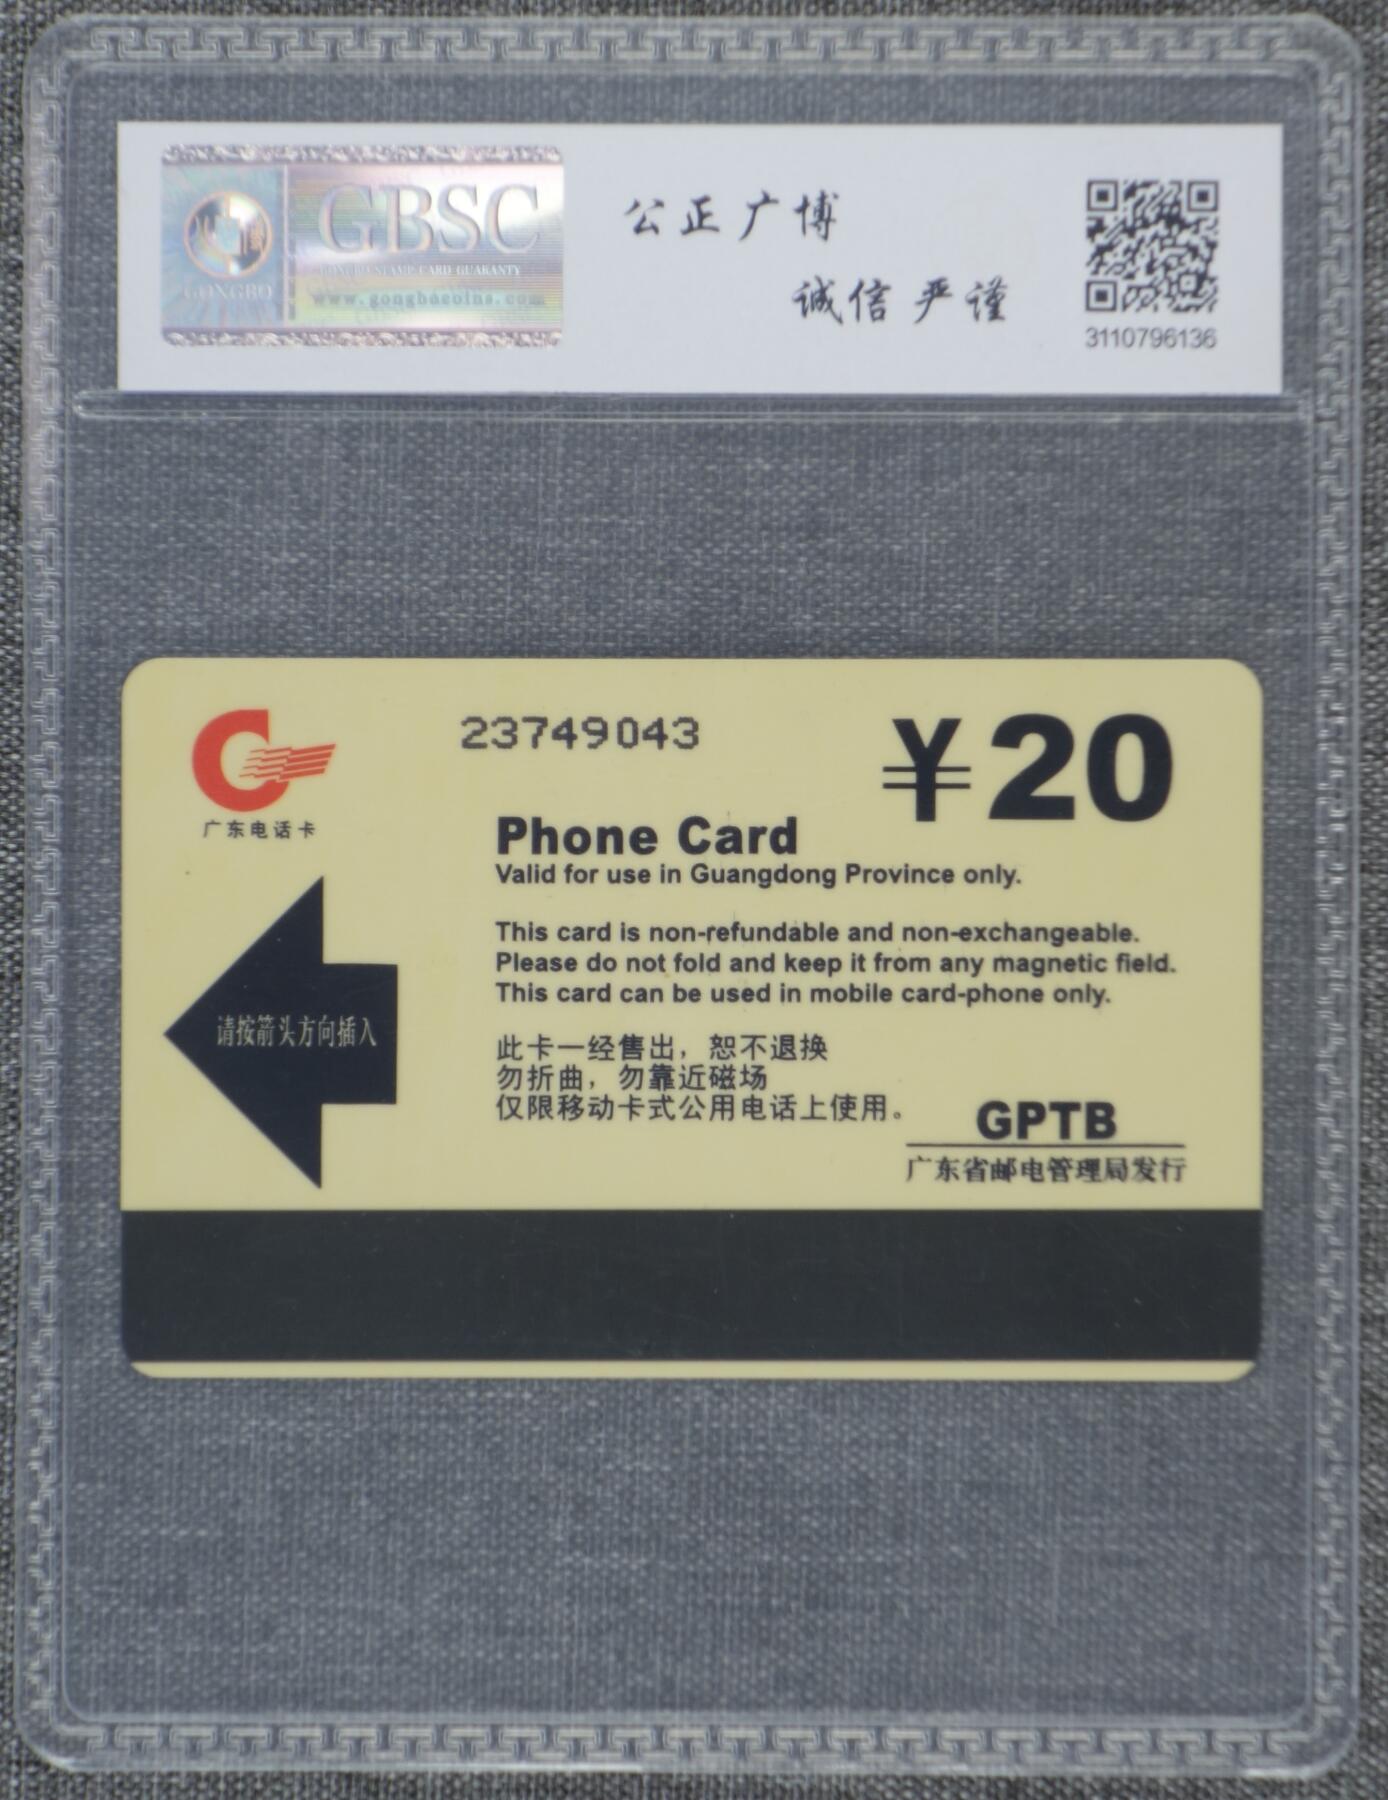 GBSC
GONGBO STAMP CARD GUARANTY
www.gongbocoins.com
GONGBO
公正广博
诚信严谨
3110796136
23749043
¥20
广东电话卡
Phone Card
Valid for use in Guangdong Province only.
This card is non-refundable and non-exchangeable.
Please do not fold and keep it from any magnetic field.
This card can be used in mobile card-phone only.
请按箭头方向插入
此卡一经售出，恕不退换
勿折曲，勿靠近磁场
仅限移动卡式公用电话上使用。
GPTB
广东省邮电管理局发行